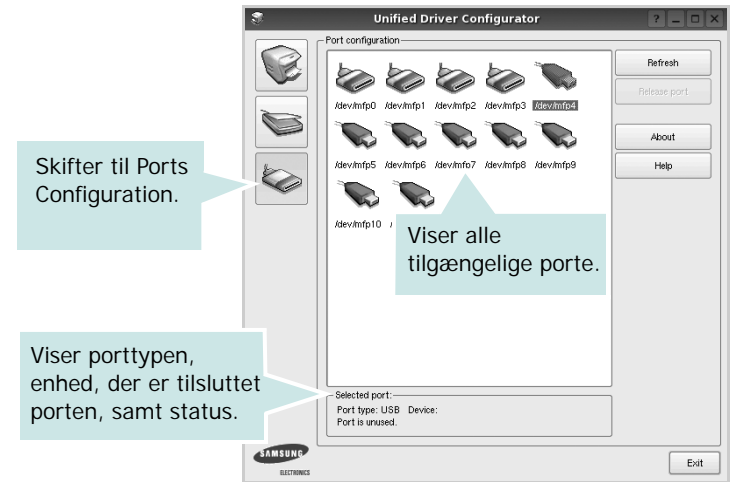 Unified Driver Configurator
Port configuration
/dev/mfp0 /dev/mfp1 /dev/mfp2 /dev/mfp3 /dev/mfp4
/dev/mfp5 /dev/mfp6 /dev/mfp7 /dev/mfp8 /dev/mfp9
/dev/mfp10 /
Refresh
Release port
About
Help
Skifter til Ports
Configuration.
Viser alle
tilgængelige porte.
Viser porttypen,
enhed, der er tilsluttet
porten, samt status.
Selected port:
Port type: USB Device:
Port is unused.
SAMSUNG
ELECTRONICS
Exit